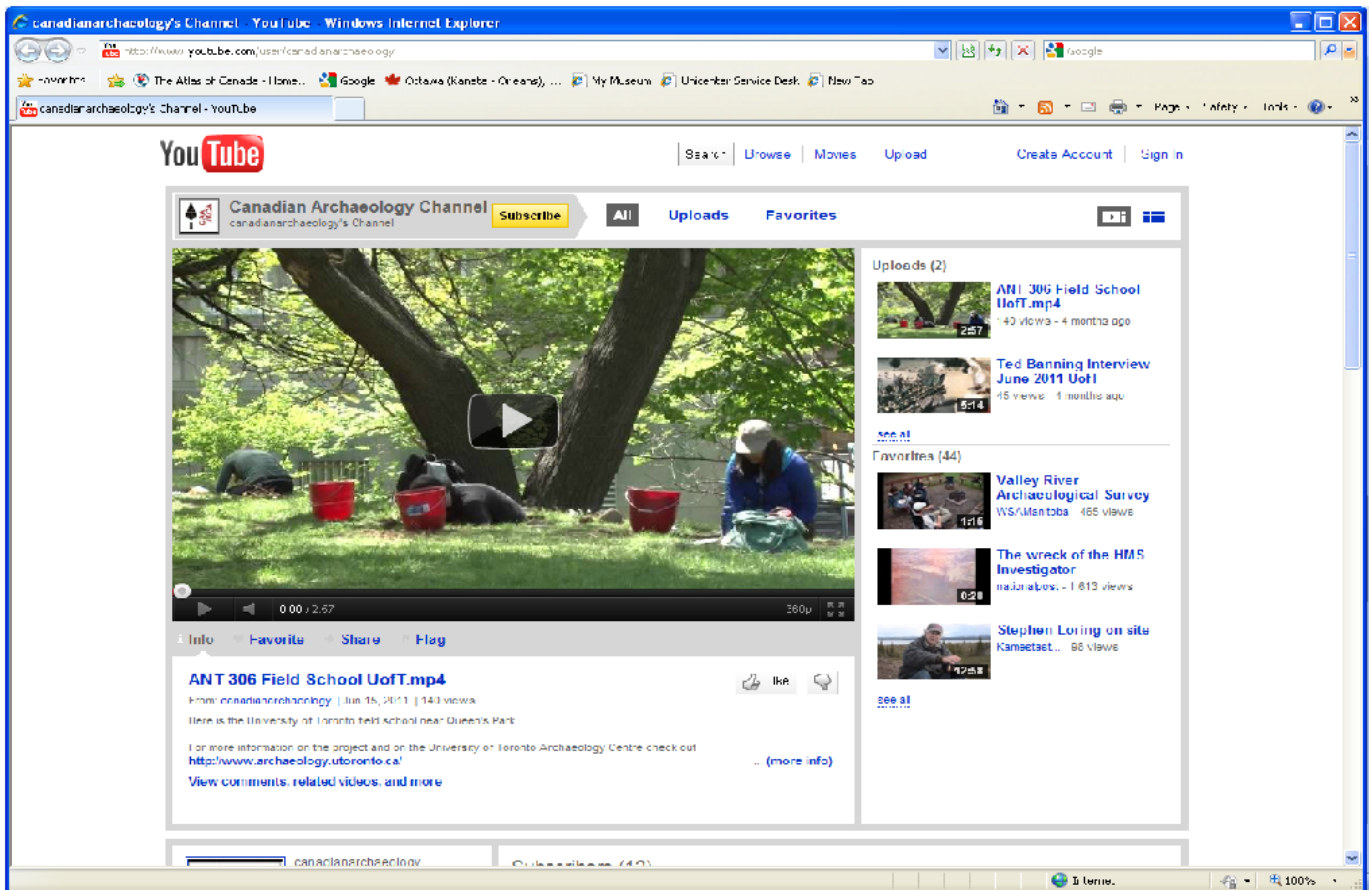 canadianarchaeology's Channel - YouTube - Windows Internet Explorer
http://www.youtube.com/user/canadianarchaeology
Google
Favorites The Atlas of Canada - Home... Google Ottawa (Kanata - Orleans), ... My Museum Unicenter Service Desk New Tab
canadianarchaeology's Channel - YouTube
Page Safety Tools
YouTube
Search Browse Movies Upload Create Account Sign In
Canadian Archaeology Channel
canadianarchaeology's Channel
Subscribe
All Uploads Favorites
Uploads (2)
ANT 306 Field School
UofT.mp4
140 views - 4 months ago
2:57
Ted Banning Interview
June 2011 UofT
45 views - 4 months ago
5:14
see all
Favorites (44)
Valley River
Archaeological Survey
WSAManitoba - 465 views
1:15
The wreck of the HMS
Investigator
nationalpost - 1,613 views
0:28
Stephen Loring on site
Kamestast... 98 views
see all
0:00 / 2:57
360p
Info Favorite Share Flag
ANT 306 Field School UofT.mp4
like
From: canadianarchaeology | Jun 15, 2011 | 140 views
Here is the University of Toronto field school near Queen's Park
For more information on the project and on the University of Toronto Archaeology Centre check out
http://www.archaeology.utoronto.ca/
... (more info)
View comments, related videos, and more
canadianarchaeology
Subscribers (12)
Internet
100%